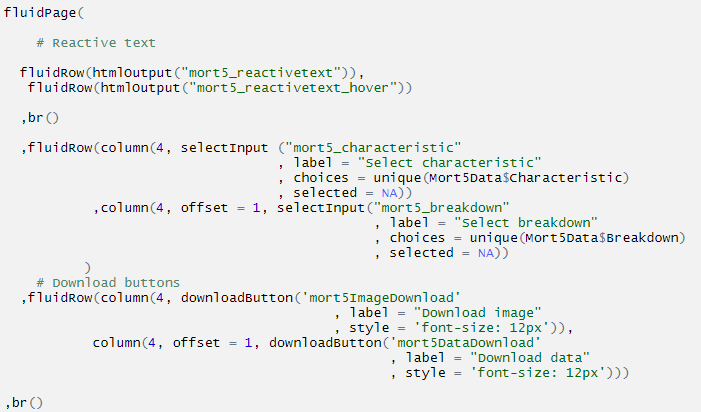 fluidPage(
# Reactive text
fluidRow(htmlOutput("mort5_reactivetext")),
fluidRow(htmlOutput("mort5_reactivetext_hover"))
,br()
,fluidRow(column(4, selectInput ("mort5_characteristic"
, label = "Select characteristic"
, choices = unique(Mort5Data$Characteristic)
, selected = NA))
,column(4, offset = 1, selectInput("mort5_breakdown"
, label = "Select breakdown"
, choices = unique(Mort5Data$Breakdown)
, selected = NA))
)
# Download buttons
,fluidRow(column(4, downloadButton('mort5ImageDownload'
, label = "Download image"
, style = 'font-size: 12px')),
column(4, offset = 1, downloadButton('mort5DataDownload'
, label = "Download data"
, style = 'font-size: 12px')))
,br()